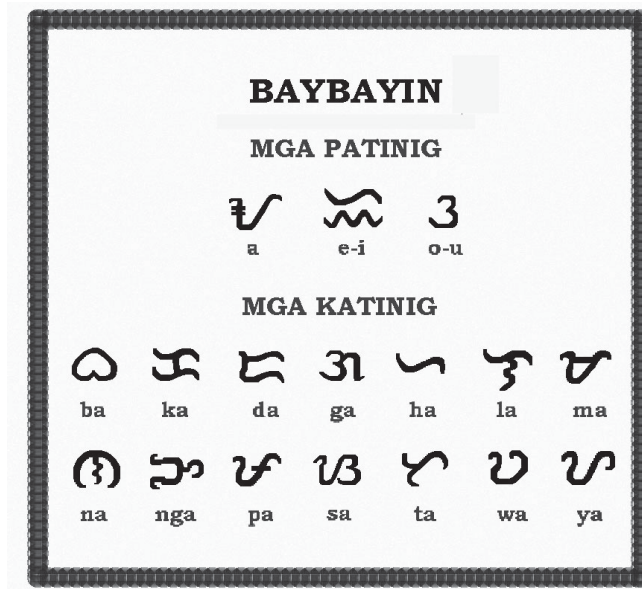 BAYBAYIN
MGA PATINIG
ᜀ ᜁ ᜂ
a e-i o-u
MGA KATINIG
ᜊ ᜃ ᜇ ᜄ ᜑ ᜎ ᜋ
ba ka da ga ha la ma
ᜈ ᜅ ᜉ ᜐ ᜆ ᜏ ᜌ
na nga pa sa ta wa ya